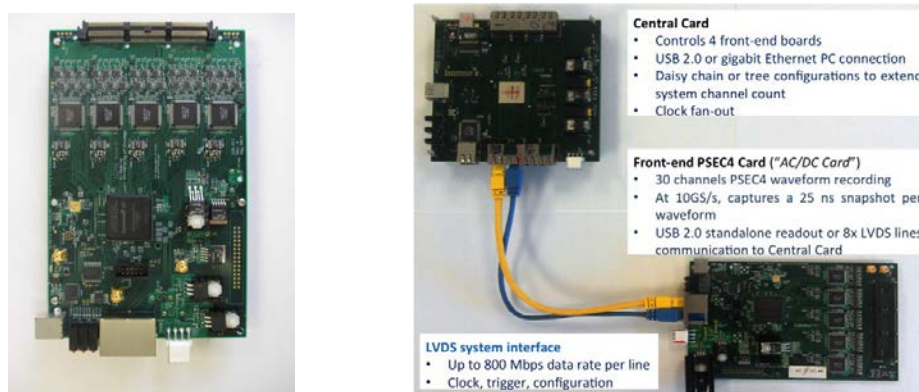 Central Card
• Controls 4 front-end boards
• USB 2.0 or gigabit Ethernet PC connection
• Daisy chain or tree configurations to extend
system channel count
• Clock fan-out
Front-end PSEC4 Card ("AC/DC Card")
• 30 channels PSEC4 waveform recording
• At 10GS/s, captures a 25 ns snapshot per
waveform
• USB 2.0 standalone readout or 8x LVDS lines
communication to Central Card
LVDS system interface
• Up to 800 Mbps data rate per line
• Clock, trigger, configuration